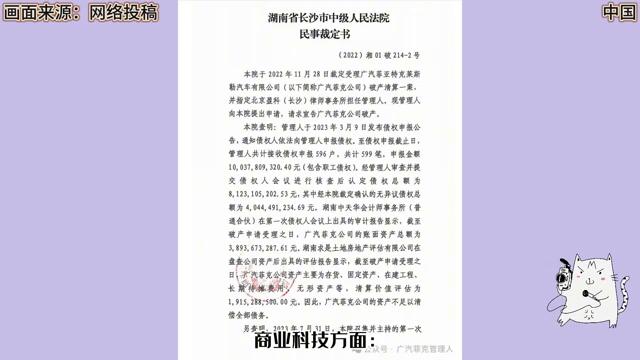 画面来源：网络投稿
中国
湖南省长沙市中级人民法院
民事裁定书
（2022）湘01破214-2号
本院于2022年11月28日裁定受理广汽菲亚特克莱斯
勒汽车有限公司（以下简称广汽菲克公司）破产清算一案，
并指定北京盈科（长沙）律师事务所担任管理人。现管理人
向本院提出申请，请求宣告广汽菲克公司破产。
本院查明：管理人于2023年3月9日发布债权申报公
告，通知债权人依法向管理人申报债权。至债权申报截止日，
管理人共计接收债权申报596户，共计599笔，申报金额
10,037,809,320.40元（包含职工债权）。经管理人审查并提
交债权人会议进行核查后认定债权总额为
8,123,105,202.53元，其中经本院裁定确认的无异议债权总
额为4,044,491,234.69元。湖南中天华会计师事务所（普
通合伙）在第一次债权人会议上出具的审计报告显示，截至
破产申请受理之日，广汽菲克公司的账面资产总额为
3,893,673,287.61元。湖南求是土地房地产评估有限公司在
盘查公司资产后出具的评估报告显示，截至破产申请受理之
日，广汽菲克公司资产主要为存货、固定资产、在建工程、
长期待摊费用、无形资产等，清算价值评估为
1,915,288,500.00元。因此，广汽菲克公司的资产不足以清
偿全部债务。
另查明，2023年7月31日，本院召集并主持的第一次
商业科技方面：
公众号·广汽菲克管理人